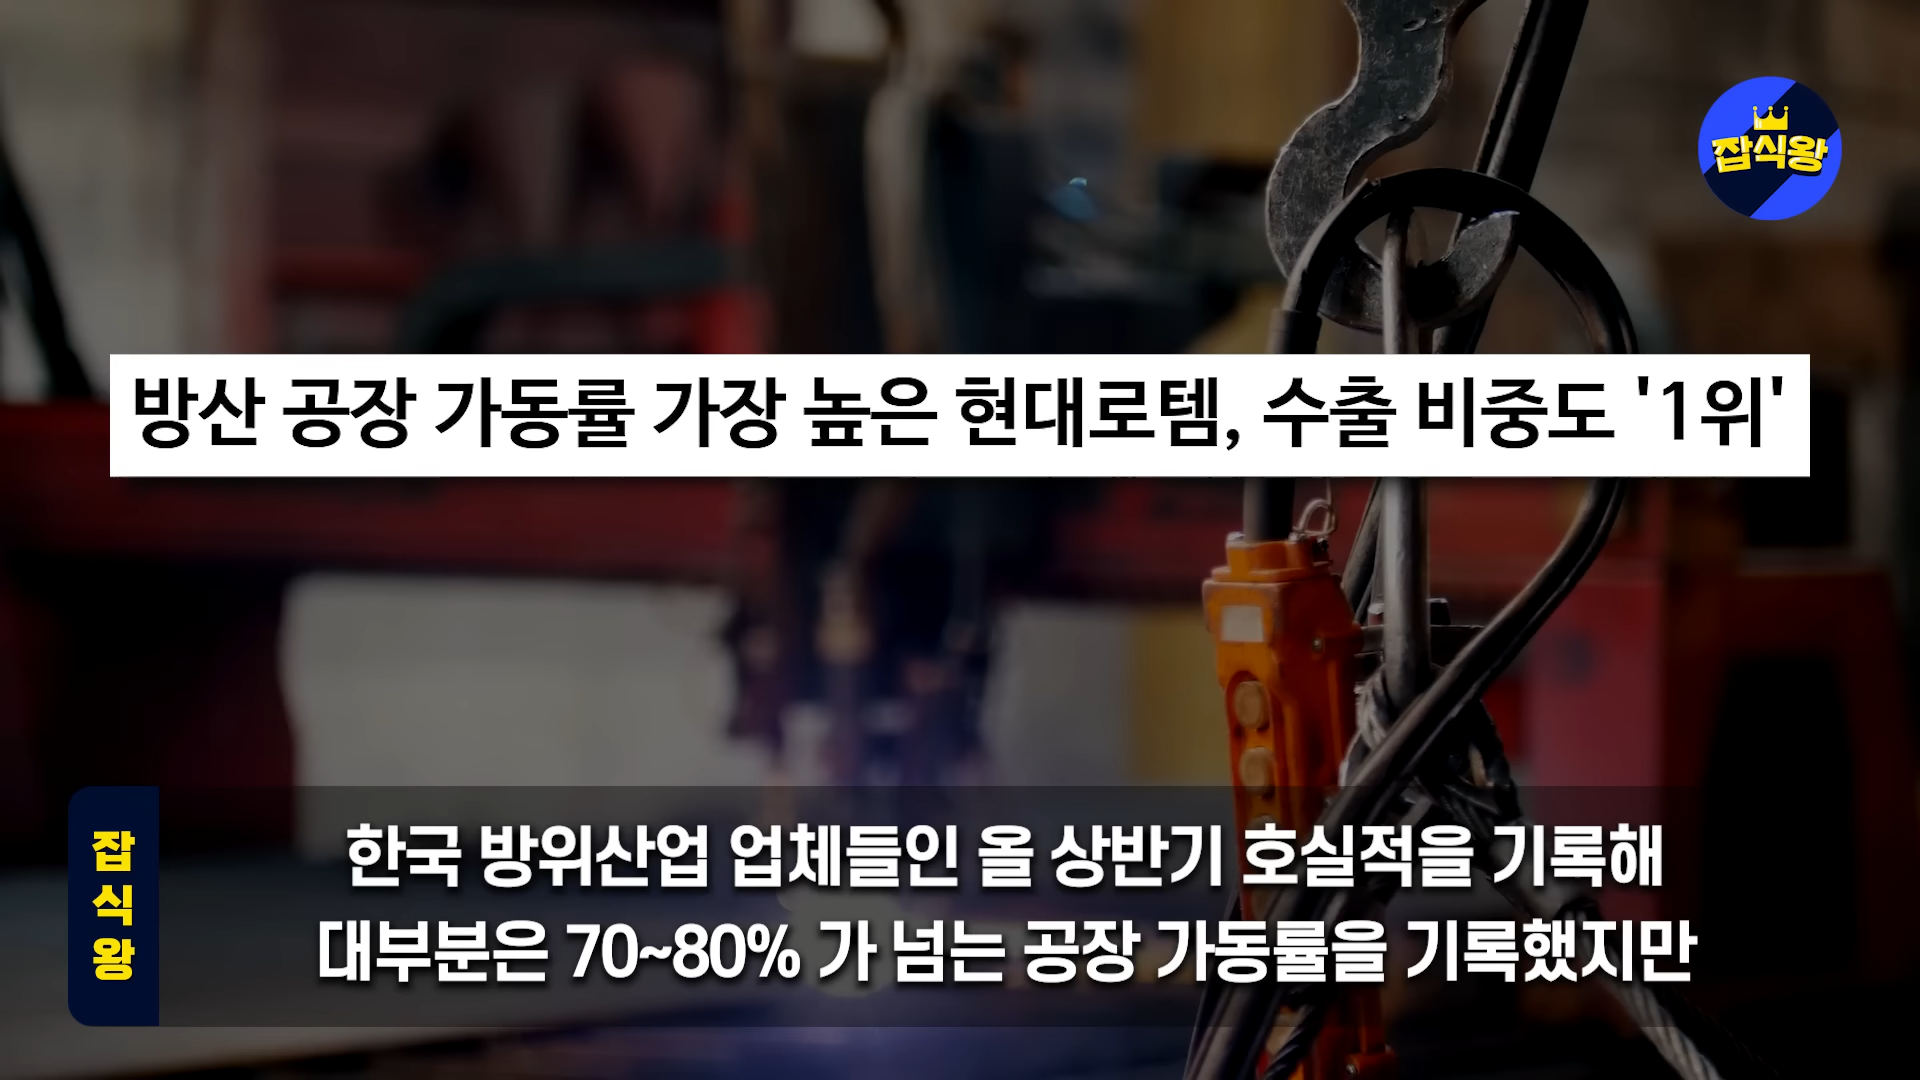 잡식왕
방산 공장 가동률 가장 높은 현대로템, 수출 비중도 '1위'
잡식왕
한국 방위산업 업체들인 올 상반기 호실적을 기록해
대부분은 70~80% 가 넘는 공장 가동률을 기록했지만